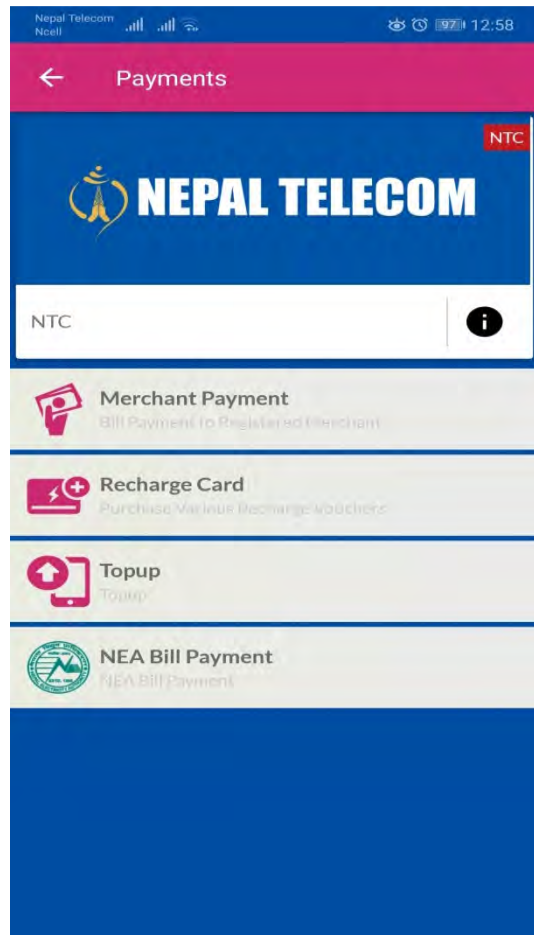 Nepal Telecom
Ncell
97 12:58
Payments
NTC
NEPAL TELECOM
NTC
Merchant Payment
Bill Payment to Registered Merchant
Recharge Card
Purchase Various Recharge Vouchers
Topup
Topup
NEA Bill Payment
NEA Bill Payment